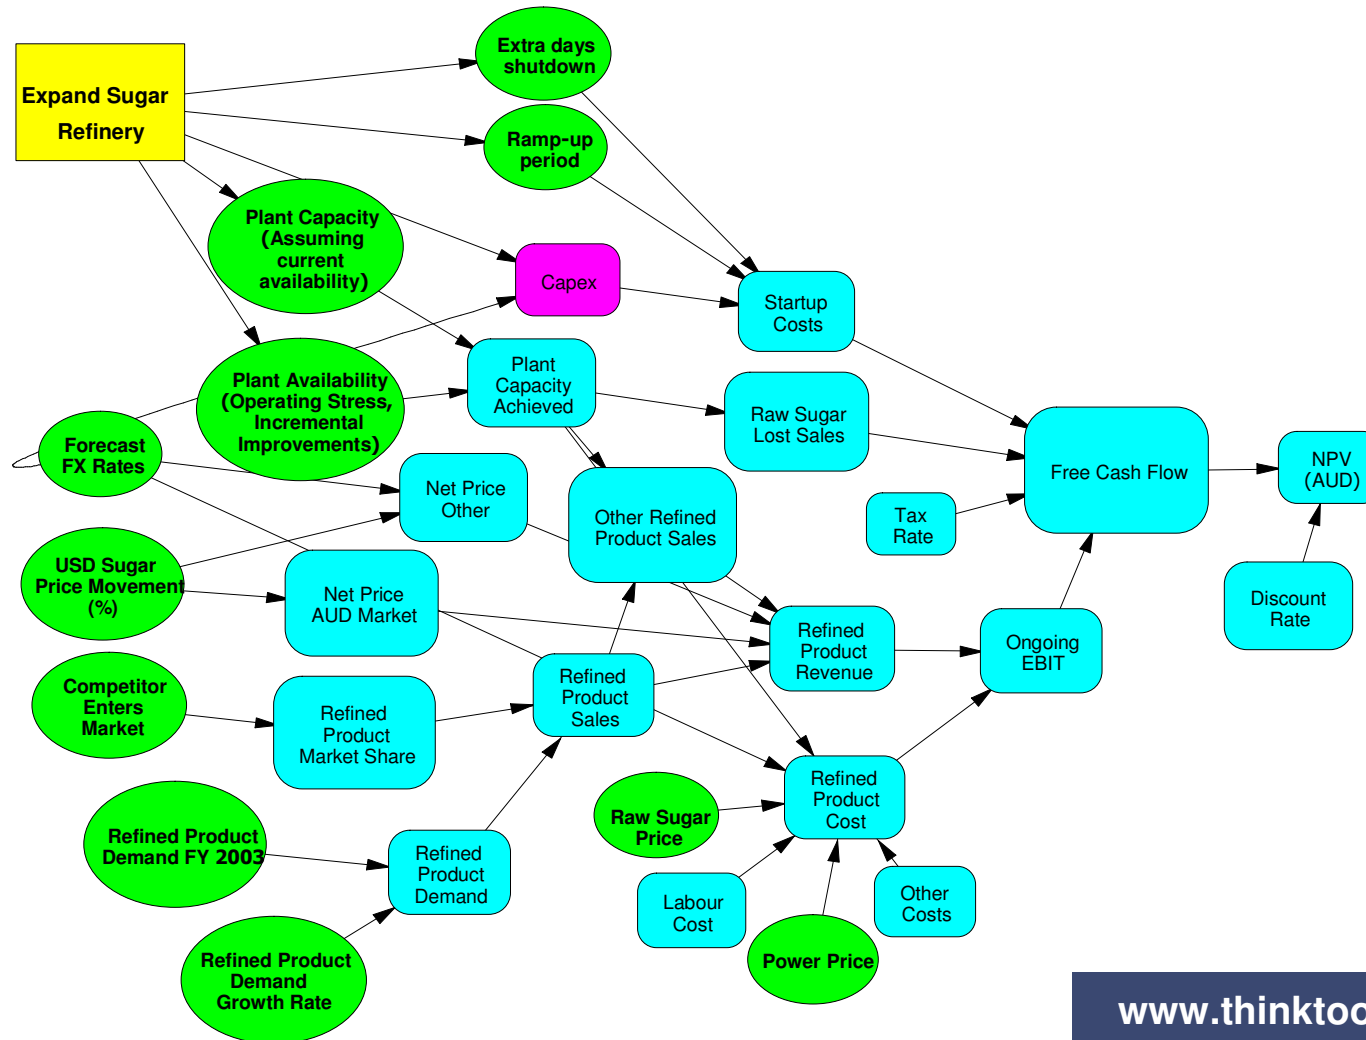 Expand Sugar
Refinery
Extra days
shutdown
Ramp-up
period
Plant Capacity
(Assuming
current
availability)
Capex
Startup
Costs
Plant Availability
(Operating Stress,
Incremental
Improvements)
Plant
Capacity
Achieved
Raw Sugar
Lost Sales
Free Cash Flow
NPV
(AUD)
Forecast
FX Rates
Net Price
Other
Other Refined
Product Sales
Tax
Rate
USD Sugar
Price Movement
(%)
Net Price
AUD Market
Discount
Rate
Refined
Product
Revenue
Ongoing
EBIT
Competitor
Enters
Market
Refined
Product
Market Share
Refined
Product
Sales
Refined
Product
Cost
Raw Sugar
Price
Refined Product
Demand FY 2003
Refined
Product
Demand
Labour
Cost
Other
Costs
Power Price
Refined Product
Demand
Growth Rate
www.thinktoo